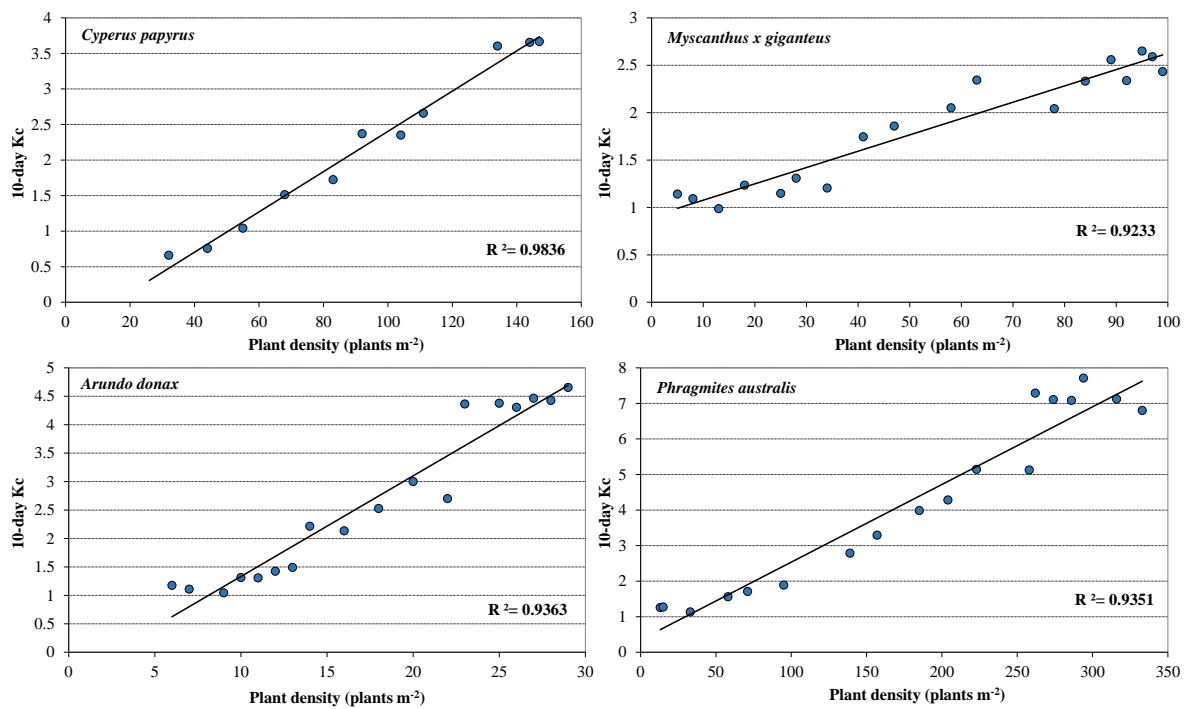 Cyperus papyrus
10-day Kc
4
3.5
3
2.5
2
1.5
1
0.5
0
0 20 40 60 80 100 120 140 160
Plant density (plants m-2)
R ²= 0.9836
Myscanthus x giganteus
10-day Kc
3
2.5
2
1.5
1
0.5
0
0 10 20 30 40 50 60 70 80 90 100
Plant density (plants m-2)
R ²= 0.9233
Arundo donax
10-day Kc
5
4.5
4
3.5
3
2.5
2
1.5
1
0.5
0
0 5 10 15 20 25 30
Plant density (plants m-2)
R ²= 0.9363
Phragmites australis
10-day Kc
8
7
6
5
4
3
2
1
0
0 50 100 150 200 250 300 350
Plant density (plants m-2)
R ²= 0.9351